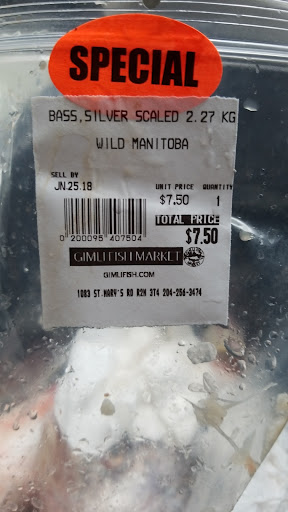 SPECIAL
BASS,SILVER SCALED 2.27 KG
WILD MANITOBA
SELL BY
JN.25.18
UNIT PRICE QUANTITY
$7.50 1
TOTAL PRICE
$7.50
0 200095 407504
GIMLI FISH MARKET
GIMLIFISH.COM
1083 ST.MARY'S RD R2M 3T4 204-256-3474